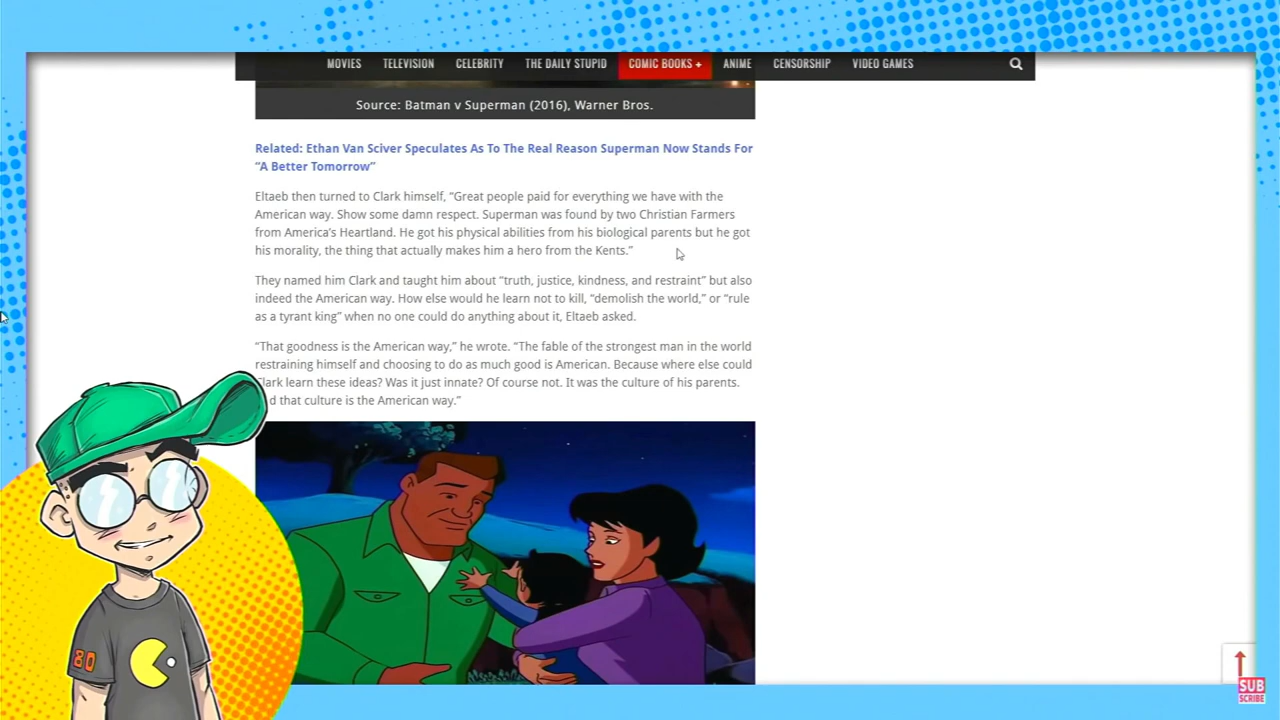 MOVIES TELEVISION CELEBRITY THE DAILY STUPID COMIC BOOKS + ANIME CENSORSHIP VIDEO GAMES
Source: Batman v Superman (2016), Warner Bros.
Related: Ethan Van Sciver Speculates As To The Real Reason Superman Now Stands For
“A Better Tomorrow”
Eltaeb then turned to Clark himself, “Great people paid for everything we have with the
American way. Show some damn respect. Superman was found by two Christian Farmers
from America’s Heartland. He got his physical abilities from his biological parents but he got
his morality, the thing that actually makes him a hero from the Kents.”
They named him Clark and taught him about “truth, justice, kindness, and restraint” but also
indeed the American way. How else would he learn not to kill, “demolish the world,” or “rule
as a tyrant king” when no one could do anything about it, Eltaeb asked.
“That goodness is the American way,” he wrote. “The fable of the strongest man in the world
restraining himself and choosing to do as much good is American. Because where else could
lark learn these ideas? Was it just innate? Of course not. It was the culture of his parents.
d that culture is the American way.”
80
SUB
SCRIBE